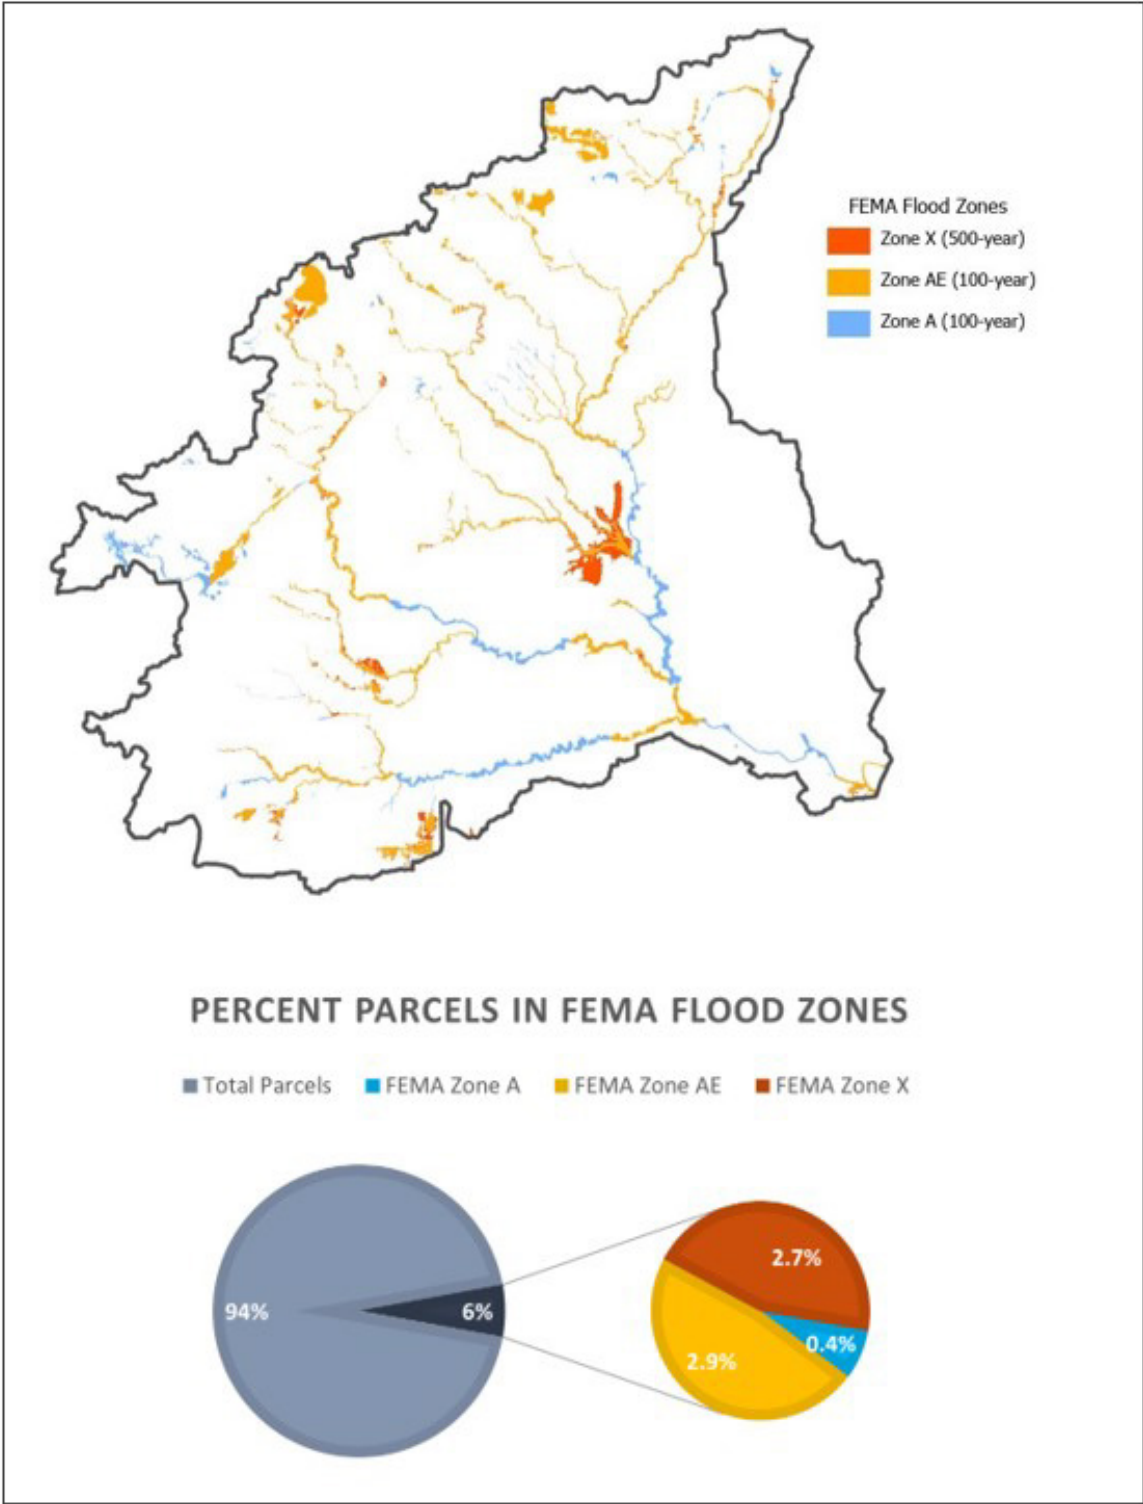 FEMA Flood Zones
Zone X (500-year)
Zone AE (100-year)
Zone A (100-year)
PERCENT PARCELS IN FEMA FLOOD ZONES
Total Parcels FEMA Zone A FEMA Zone AE FEMA Zone X
94% 6% 2.7% 0.4% 2.9%